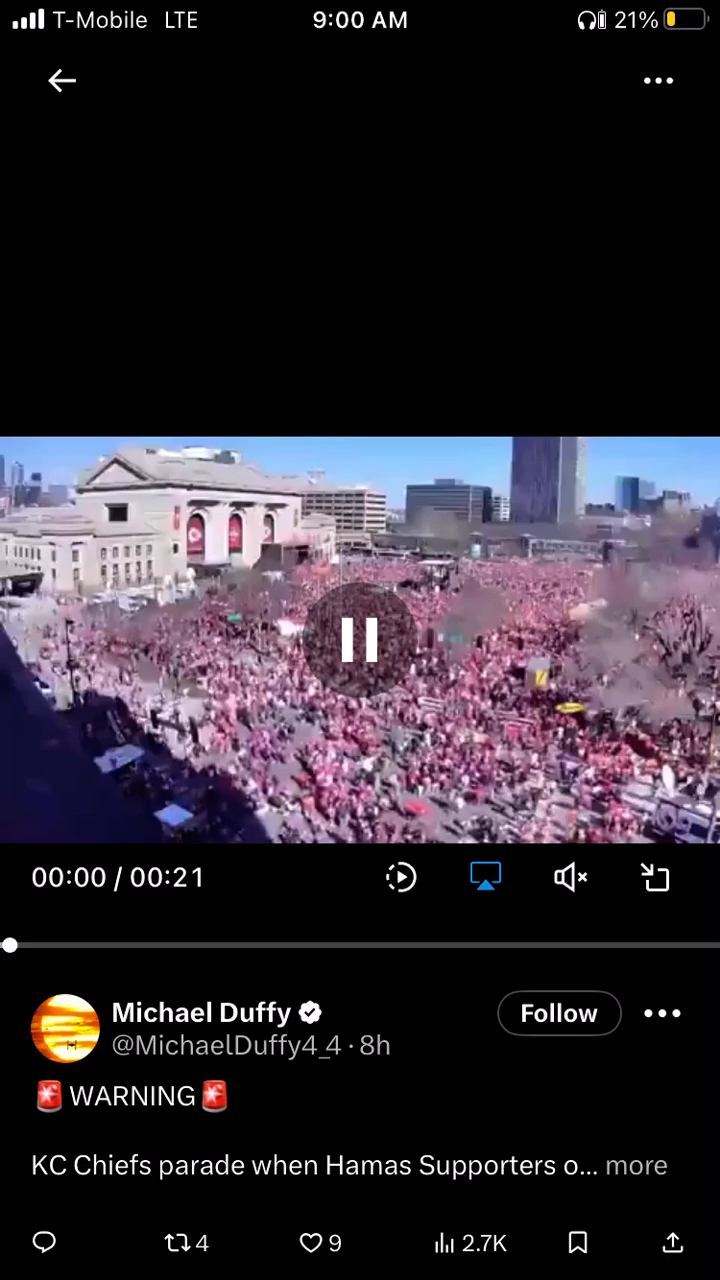 T-Mobile LTE 9:00 AM 21%
00:00 / 00:21
Michael Duffy
Follow
@MichaelDuffy4_4 · 8h
🚨 WARNING 🚨
KC Chiefs parade when Hamas Supporters o... more
4 9 2.7K